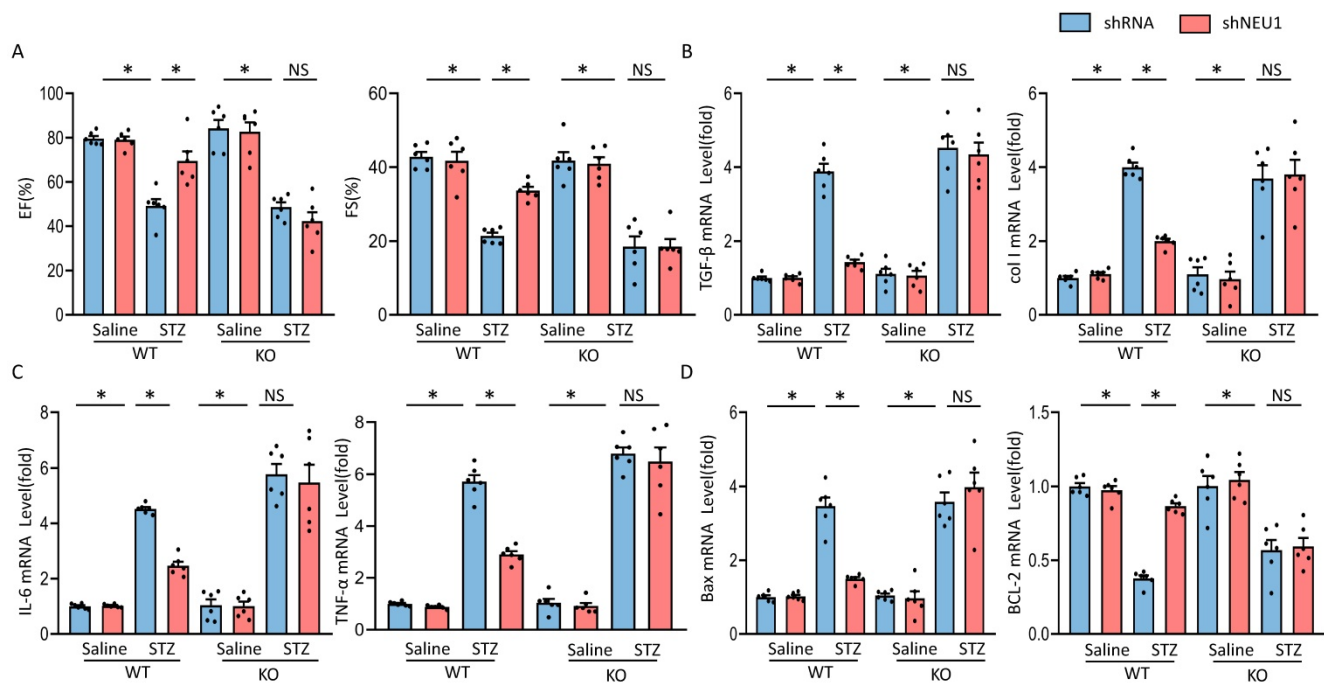 shRNA shNEU1
A
* * * NS
EF(%)
100
80
60
40
20
0
Saline STZ Saline STZ
WT KO
* * * NS
FS(%)
60
40
20
0
Saline STZ Saline STZ
WT KO
B
* * * NS
TGF-β mRNA Level(fold)
6
4
2
0
Saline STZ Saline STZ
WT KO
* * * NS
col I mRNA Level(fold)
6
4
2
0
Saline STZ Saline STZ
WT KO
C
* * * NS
IL-6 mRNA Level(fold)
8
6
4
2
0
Saline STZ Saline STZ
WT KO
* * * NS
TNF-α mRNA Level(fold)
8
6
4
2
0
Saline STZ Saline STZ
WT KO
D
* * * NS
Bax mRNA Level(fold)
6
4
2
0
Saline STZ Saline STZ
WT KO
* * * NS
BCL-2 mRNA Level(fold)
1.5
1.0
0.5
0.0
Saline STZ Saline STZ
WT KO